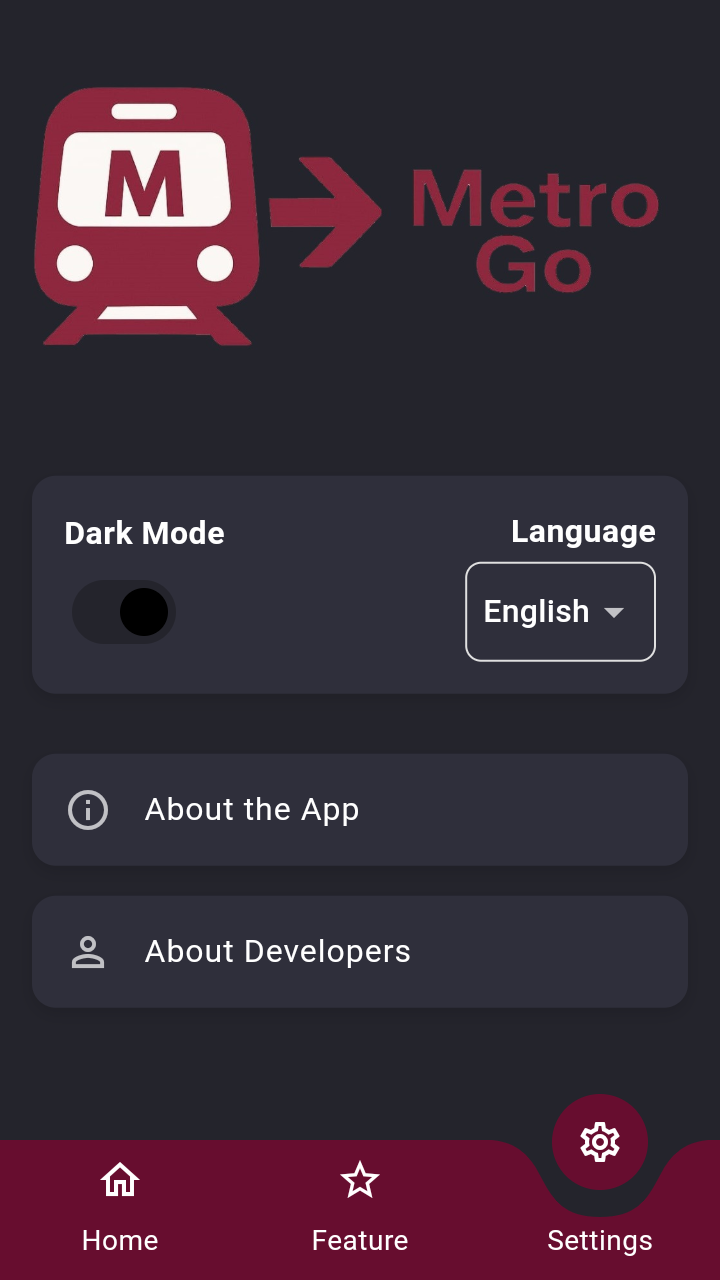 M
Metro
Go
Dark Mode
Language
English
About the App
About Developers
Home
Feature
Settings